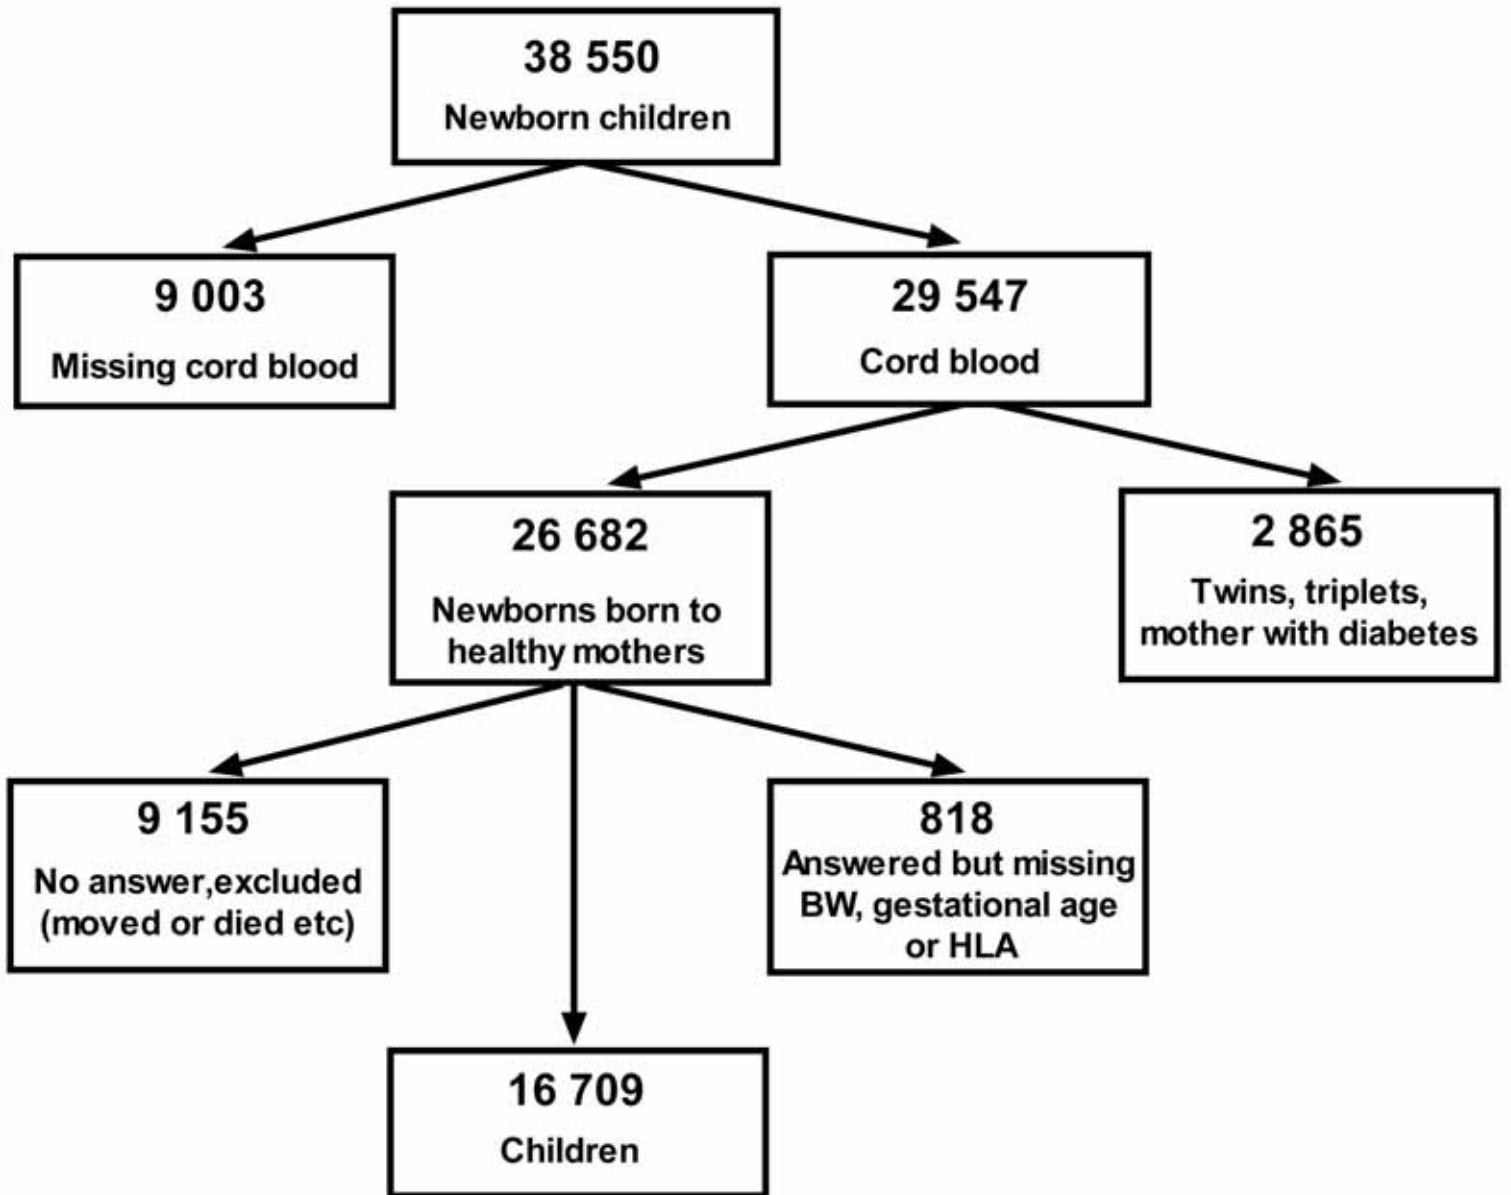 38 550
Newborn children
9 003
Missing cord blood
29 547
Cord blood
26 682
Newborns born to
healthy mothers
2 865
Twins, triplets,
mother with diabetes
9 155
No answer,excluded
(moved or died etc)
818
Answered but missing
BW, gestational age
or HLA
16 709
Children